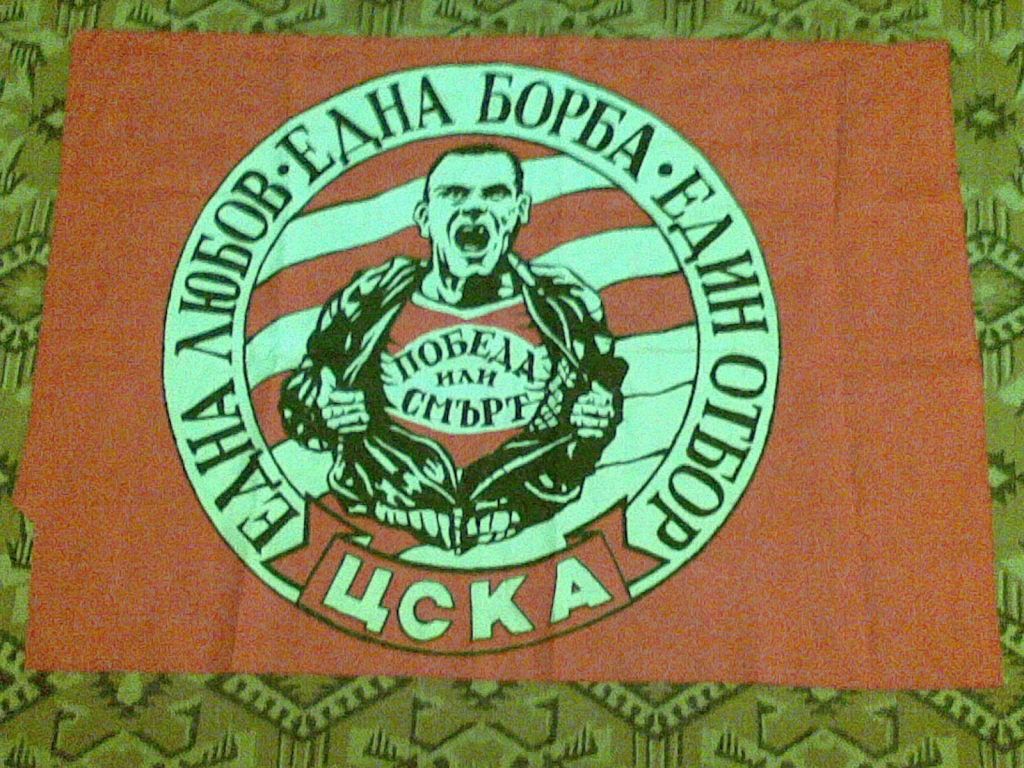 ЕДНА ЛЮБОВ · ЕДНА БОРБА · ЕДИН ОТБОР
ПОБЕДА
ИЛИ
СМЪРТ
ЦСКА